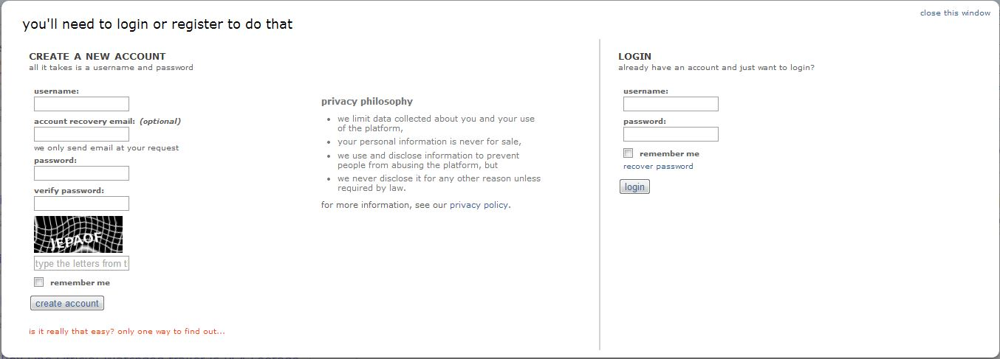 close this window
you'll need to login or register to do that
CREATE A NEW ACCOUNT
all it takes is a username and password
username:
account recovery email: (optional)
we only send email at your request
password:
verify password:
JEPAOF
type the letters from t
remember me
create account
is it really that easy? only one way to find out...
privacy philosophy
• we limit data collected about you and your use
of the platform,
• your personal information is never for sale,
• we use and disclose information to prevent
people from abusing the platform, but
• we never disclose it for any other reason unless
required by law.
for more information, see our privacy policy.
LOGIN
already have an account and just want to login?
username:
password:
remember me
recover password
login